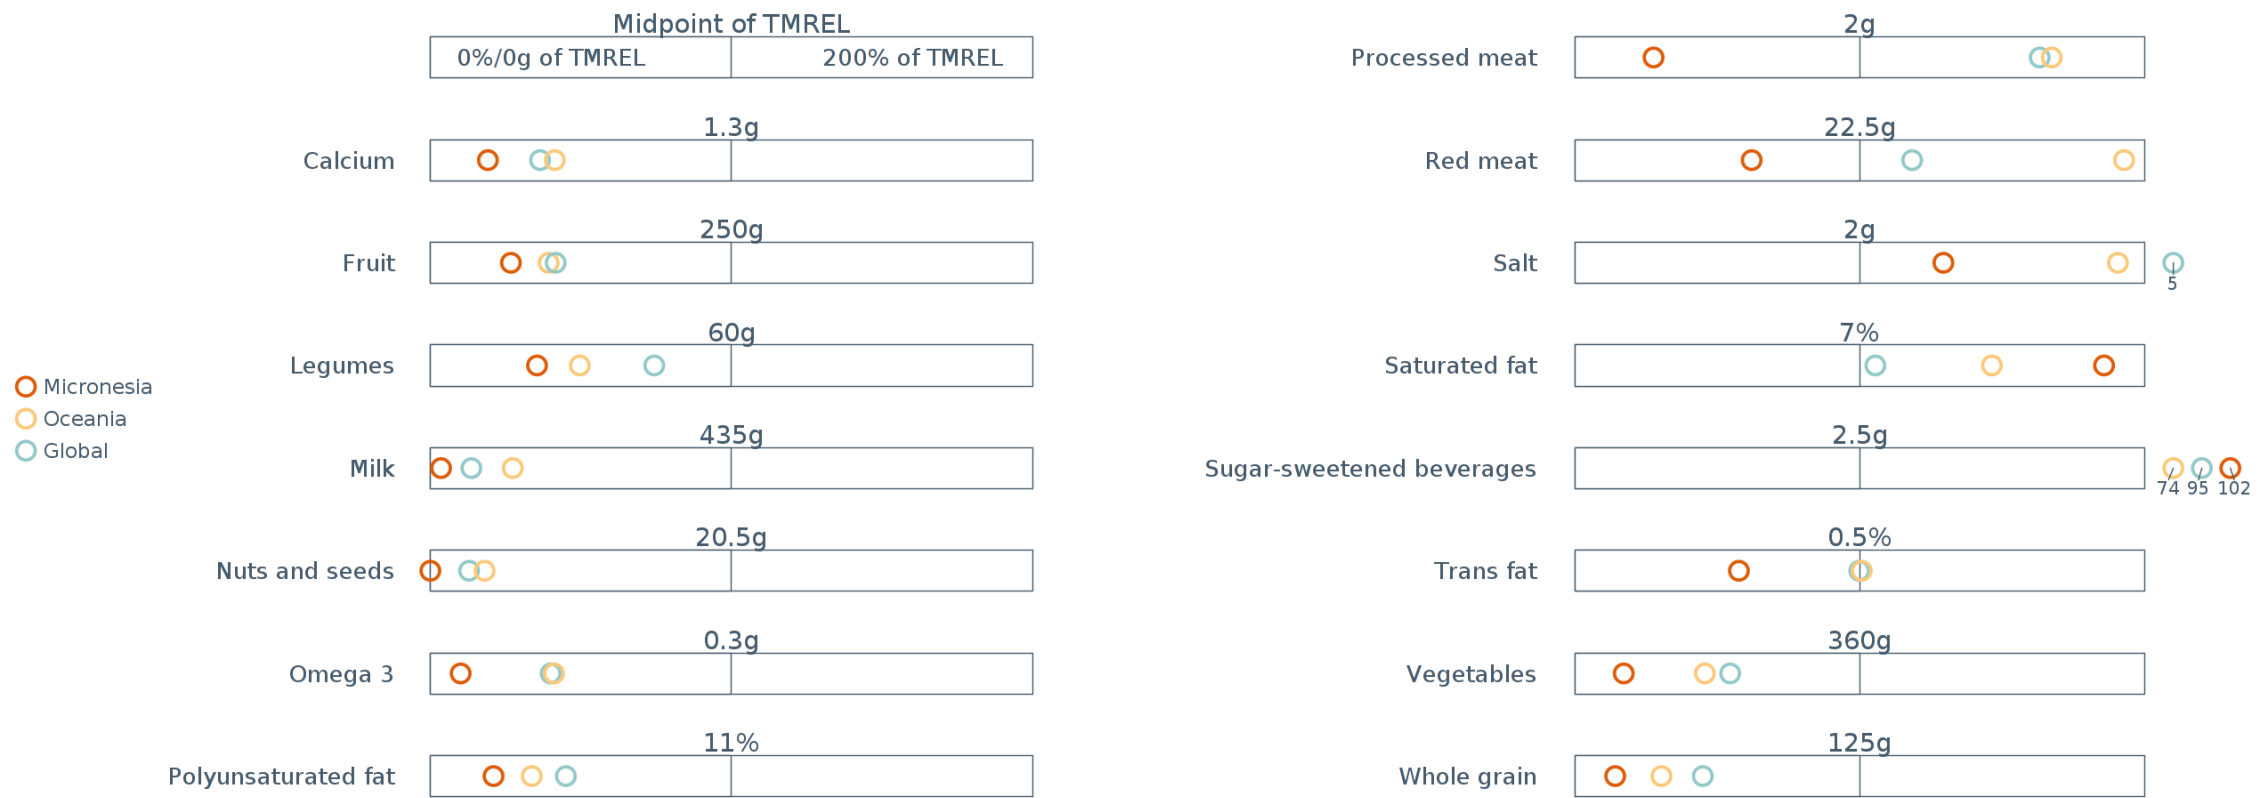 Midpoint of TMREL
0%/0g of TMREL
200% of TMREL
1.3g
Calcium
250g
Fruit
60g
Legumes
435g
Milk
20.5g
Nuts and seeds
0.3g
Omega 3
11%
Polyunsaturated fat
Micronesia
Oceania
Global
2g
Processed meat
22.5g
Red meat
2g
Salt
5
7%
Saturated fat
2.5g
Sugar-sweetened beverages
74 95 102
0.5%
Trans fat
360g
Vegetables
125g
Whole grain